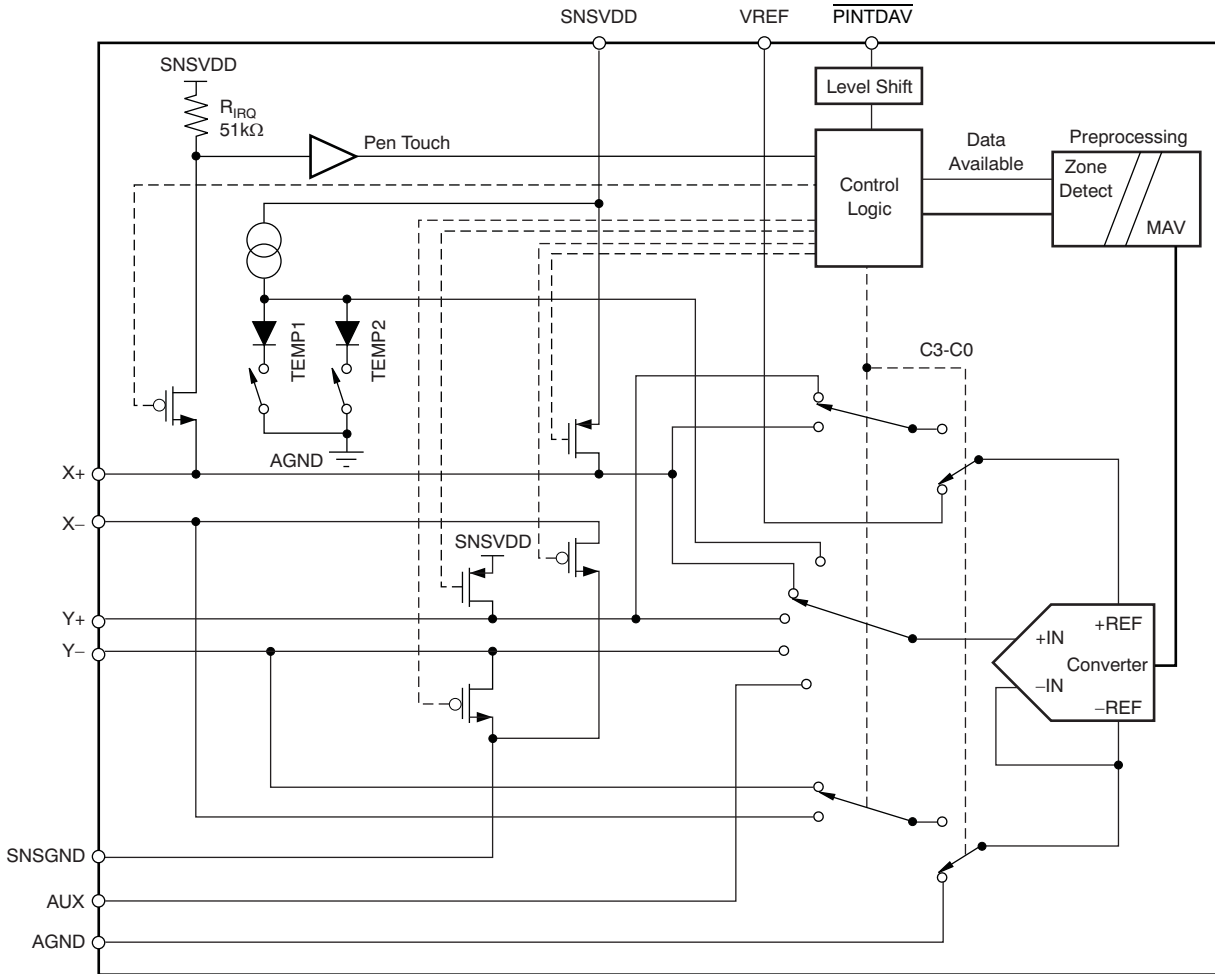 SNSVDD
VREF
PINTDAV
SNSVDD
RIRQ
51kΩ
Level Shift
Pen Touch
Control
Logic
Data
Available
Preprocessing
Zone
Detect
MAV
TEMP1
TEMP2
C3-C0
AGND
X+
X−
SNSVDD
Y+
Y−
+IN
+REF
Converter
−IN
−REF
SNSGND
AUX
AGND